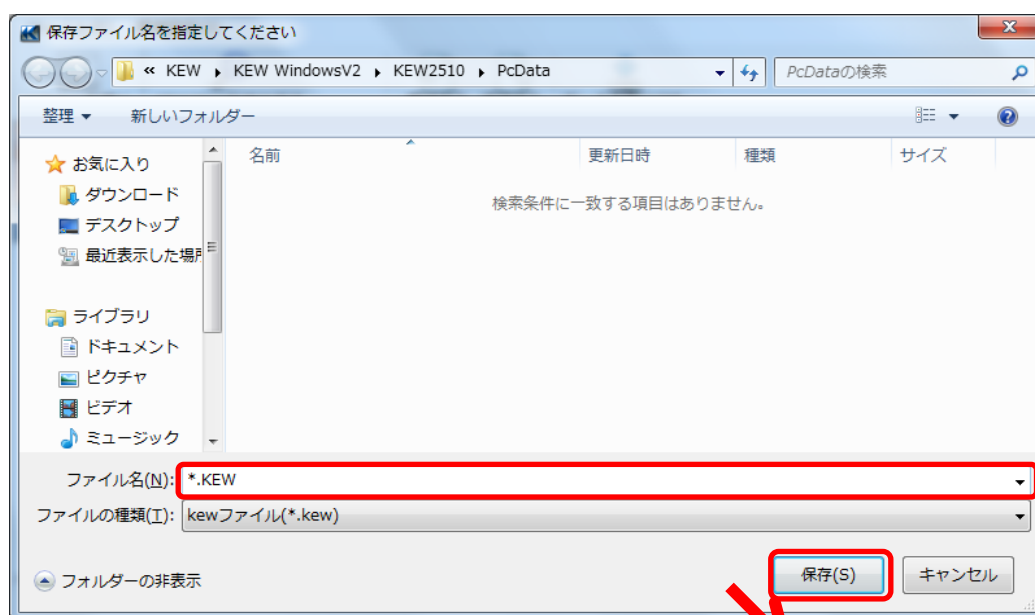 保存ファイル名を指定してください
« KEW ▸ KEW WindowsV2 ▸ KEW2510 ▸ PcData
PcDataの検索
整理 ▼ 新しいフォルダー
名前 更新日時 種類 サイズ
検索条件に一致する項目はありません。
お気に入り
ダウンロード
デスクトップ
最近表示した場所
ライブラリ
ドキュメント
ピクチャ
ビデオ
ミュージック
ファイル名(N): *.KEW
ファイルの種類(T): kewファイル(*.kew)
フォルダーの非表示
保存(S) キャンセル